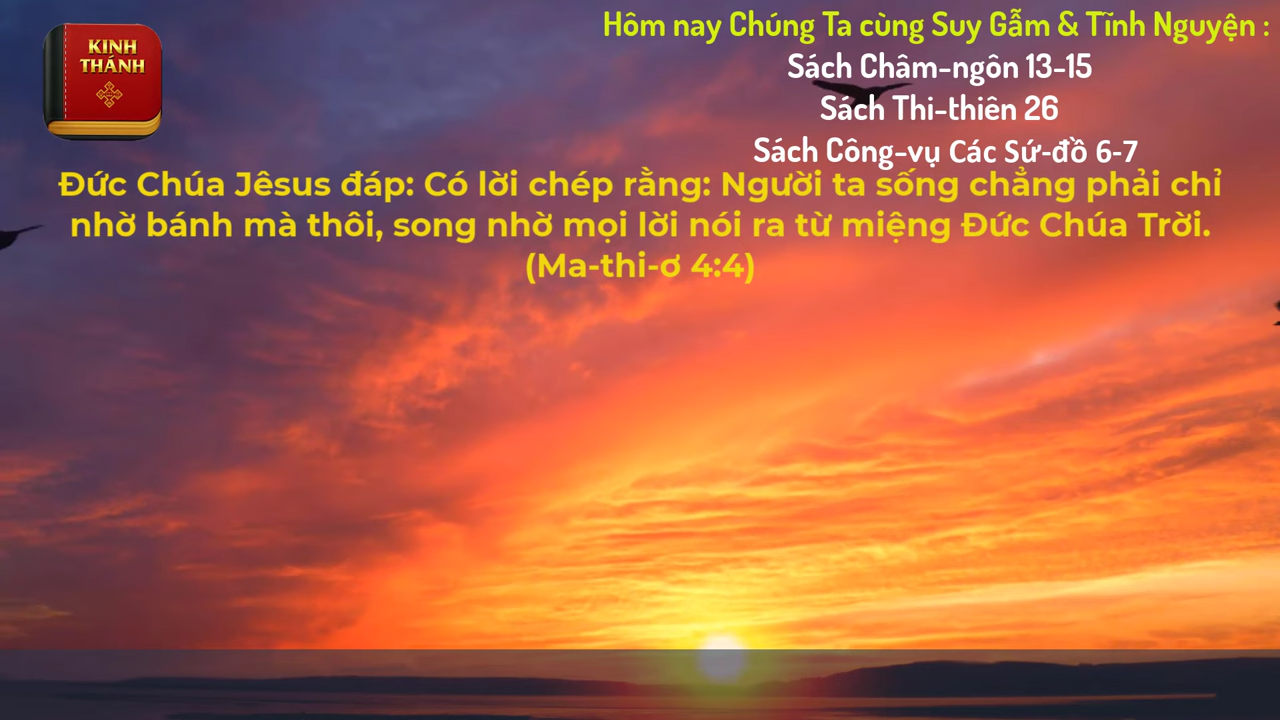 KINH
THÁNH
Hôm nay Chúng Ta cùng Suy Gẫm & Tĩnh Nguyện :
Sách Châm-ngôn 13-15
Sách Thi-thiên 26
Sách Công-vụ Các Sứ-đồ 6-7
Đức Chúa Jêsus đáp: Có lời chép rằng: Người ta sống chẳng phải chỉ
nhờ bánh mà thôi, song nhờ mọi lời nói ra từ miệng Đức Chúa Trời.
(Ma-thi-ơ 4:4)